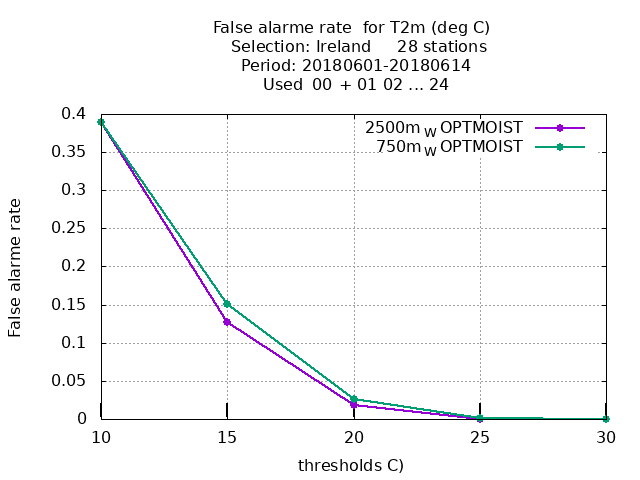 False alarme rate  for T2m (deg C)
Selection: Ireland     28 stations
Period: 20180601-20180614
Used  00 + 01 02 ... 24
0.4
0.35
0.3
0.25
0.2
0.15
0.1
0.05
0
False alarme rate
2500m W OPTMOIST
750m W OPTMOIST
10 15 20 25 30
thresholds C)